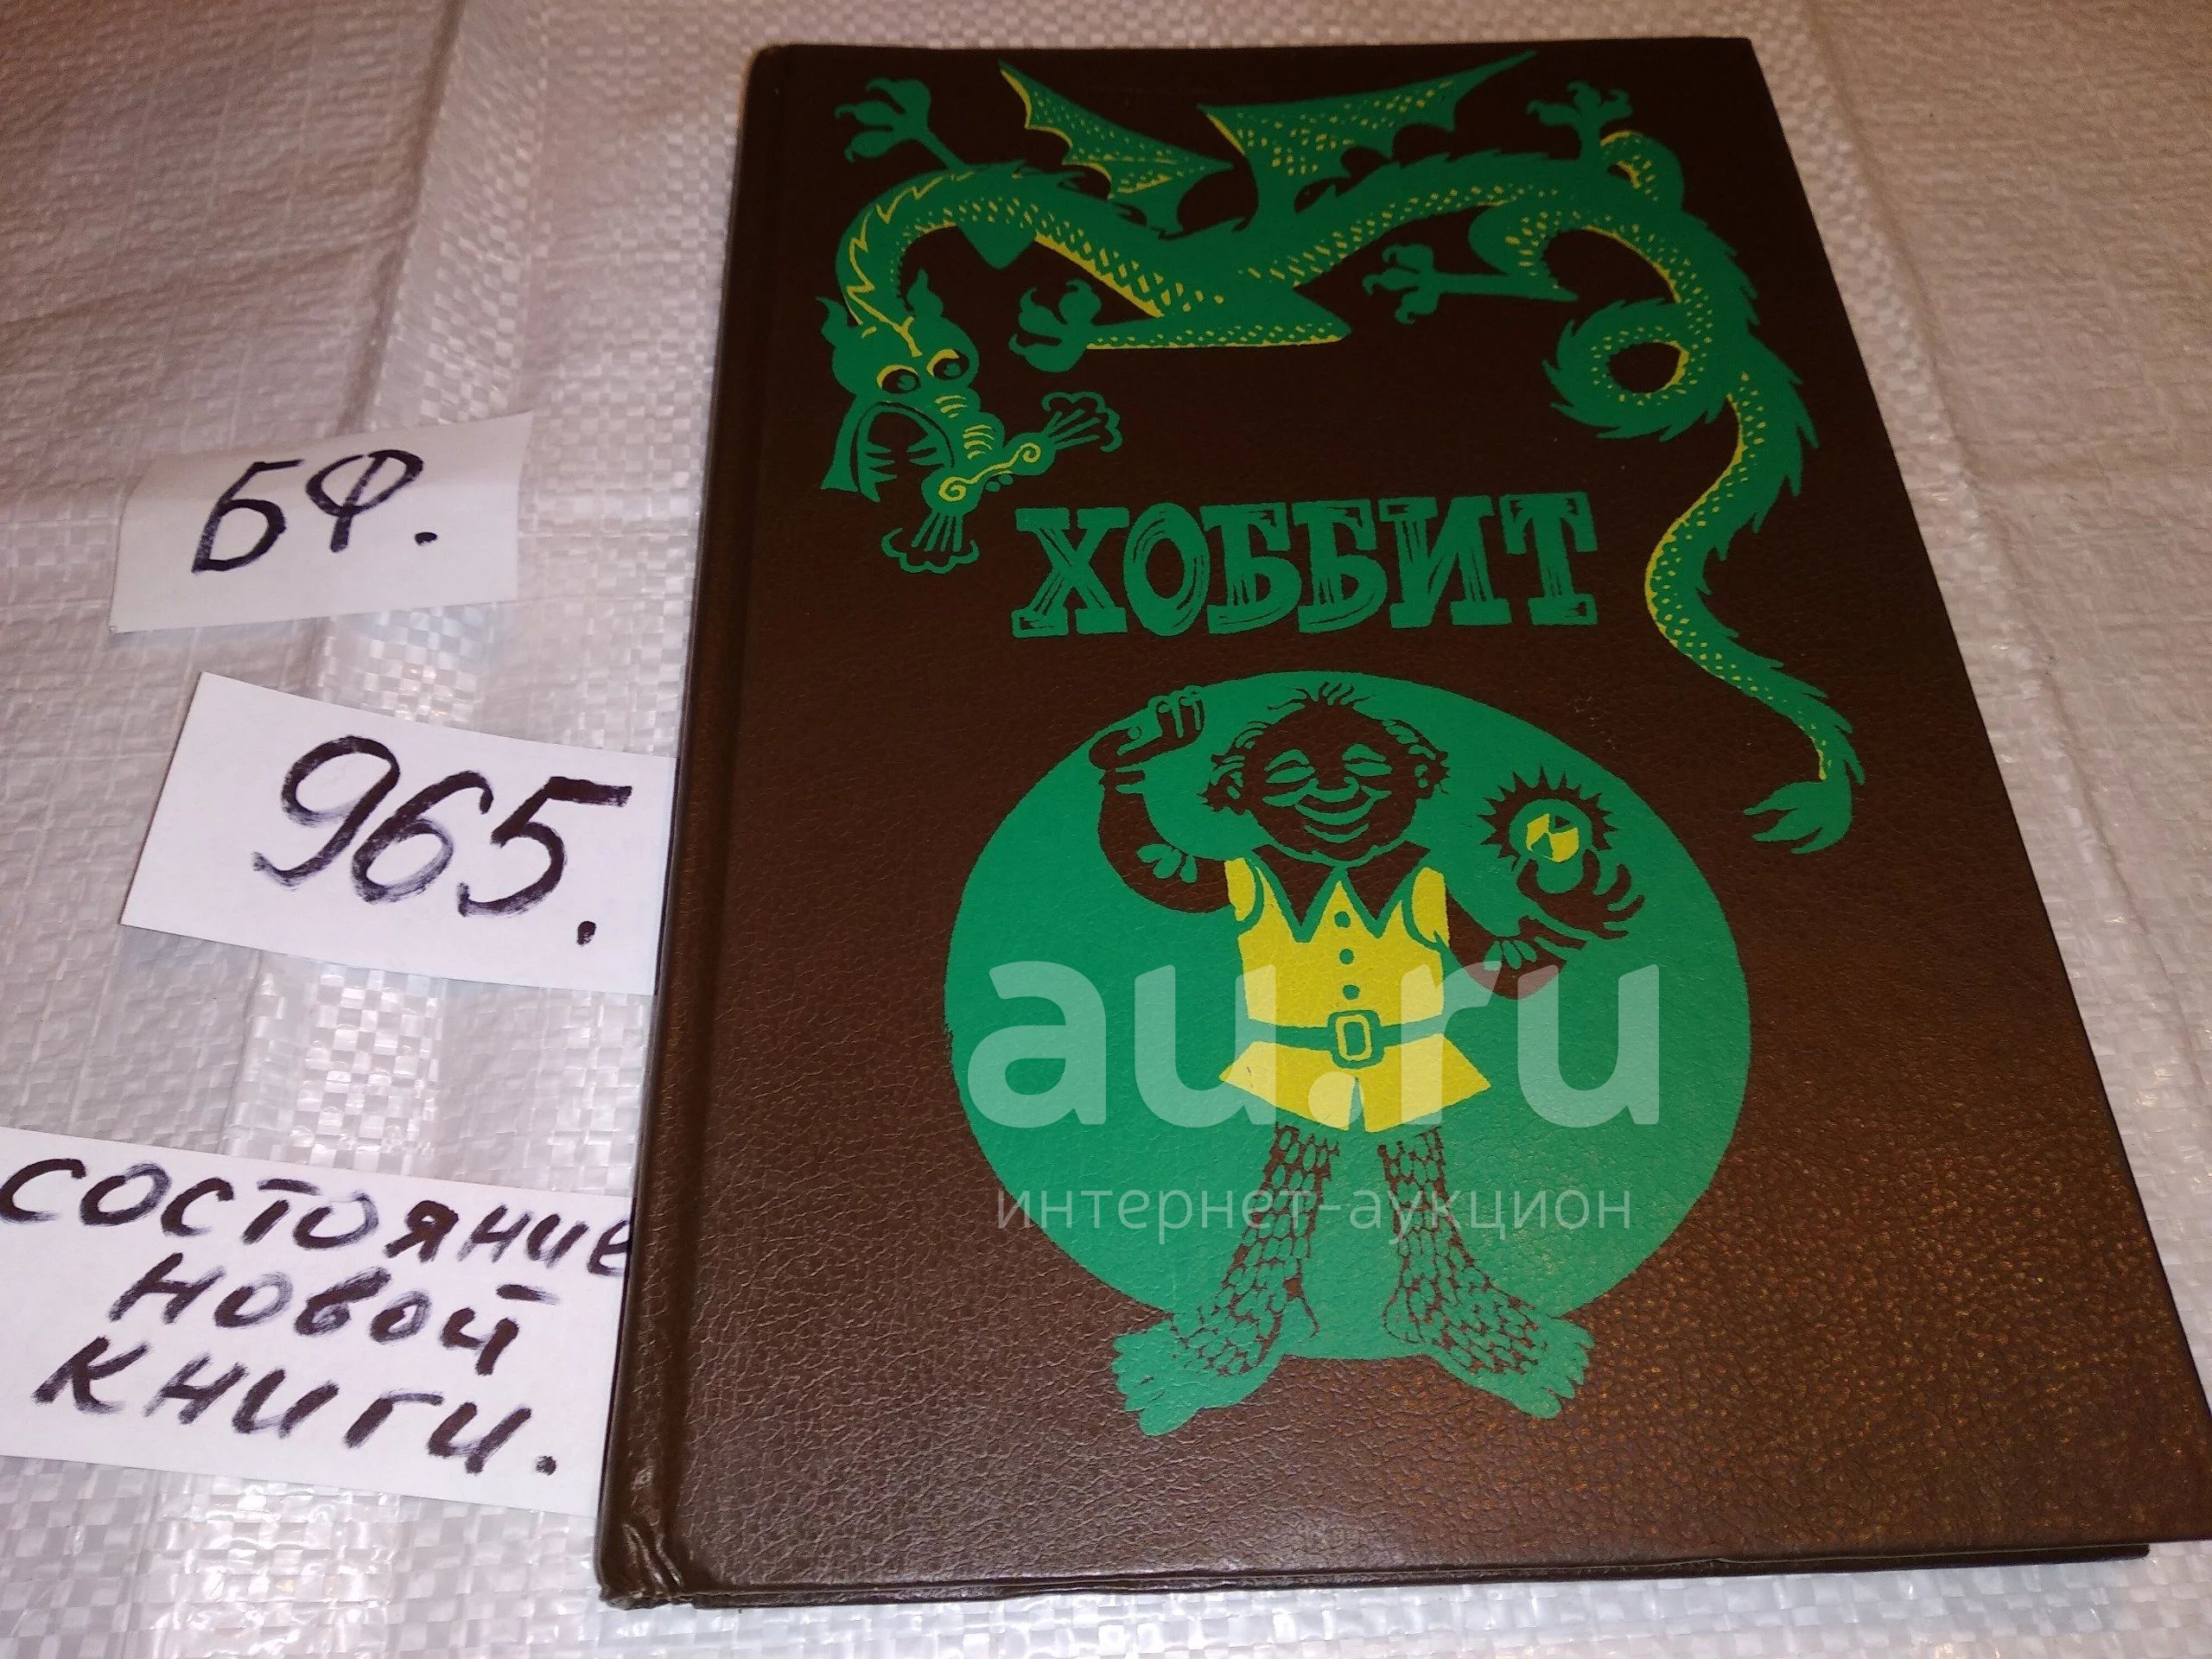 БФ.
965.
состояние
новой
книги.
ХОББИТ
au.ru
интернет-аукцион